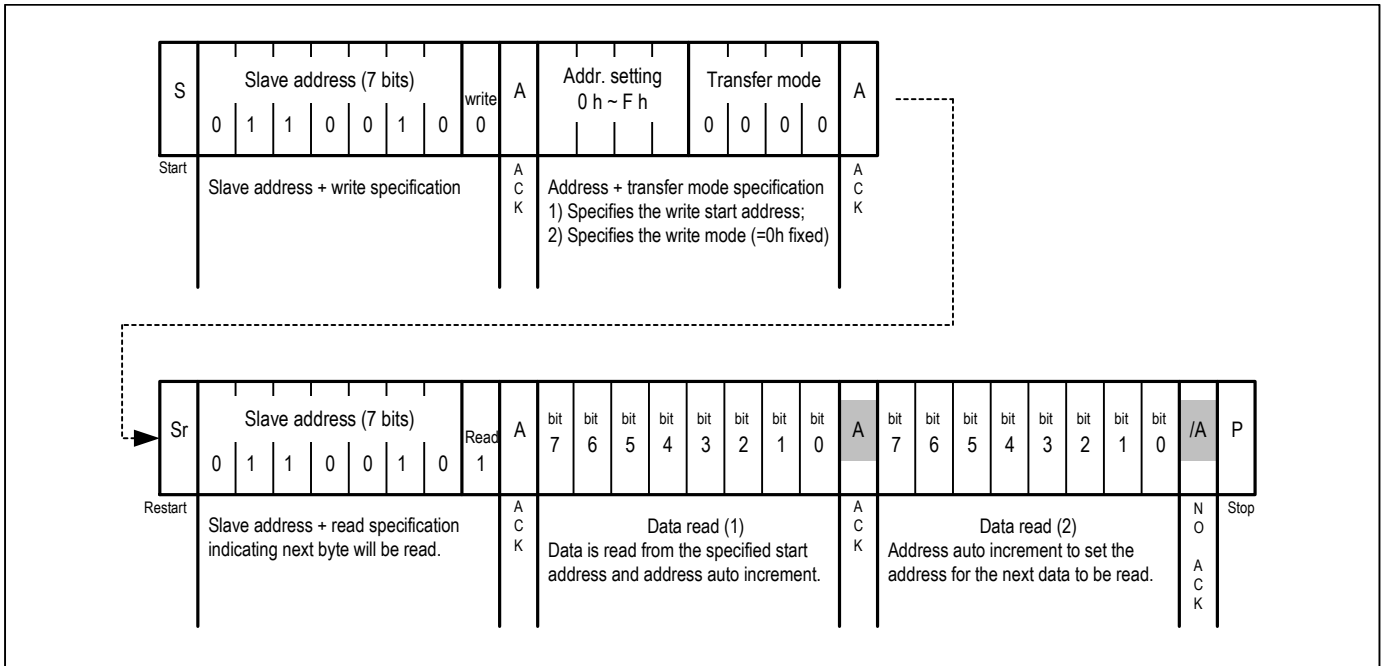 S
Slave address (7 bits)
0 1 1 0 0 1 0
write
0
A
Addr. setting
0 h ~ F h
Transfer mode
0 0 0 0
A
Start
Slave address + write specification
ACK
Address + transfer mode specification
1) Specifies the write start address;
2) Specifies the write mode (=0h fixed)
ACK
Sr
Slave address (7 bits)
0 1 1 0 0 1 0
Read
1
A
bit bit bit bit bit bit bit bit
7 6 5 4 3 2 1 0
A
bit bit bit bit bit bit bit bit
7 6 5 4 3 2 1 0
/A
P
Restart
Slave address + read specification
indicating next byte will be read.
ACK
Data read (1)
Data is read from the specified start
address and address auto increment.
ACK
Data read (2)
Address auto increment to set the
address for the next data to be read.
NO ACK
Stop